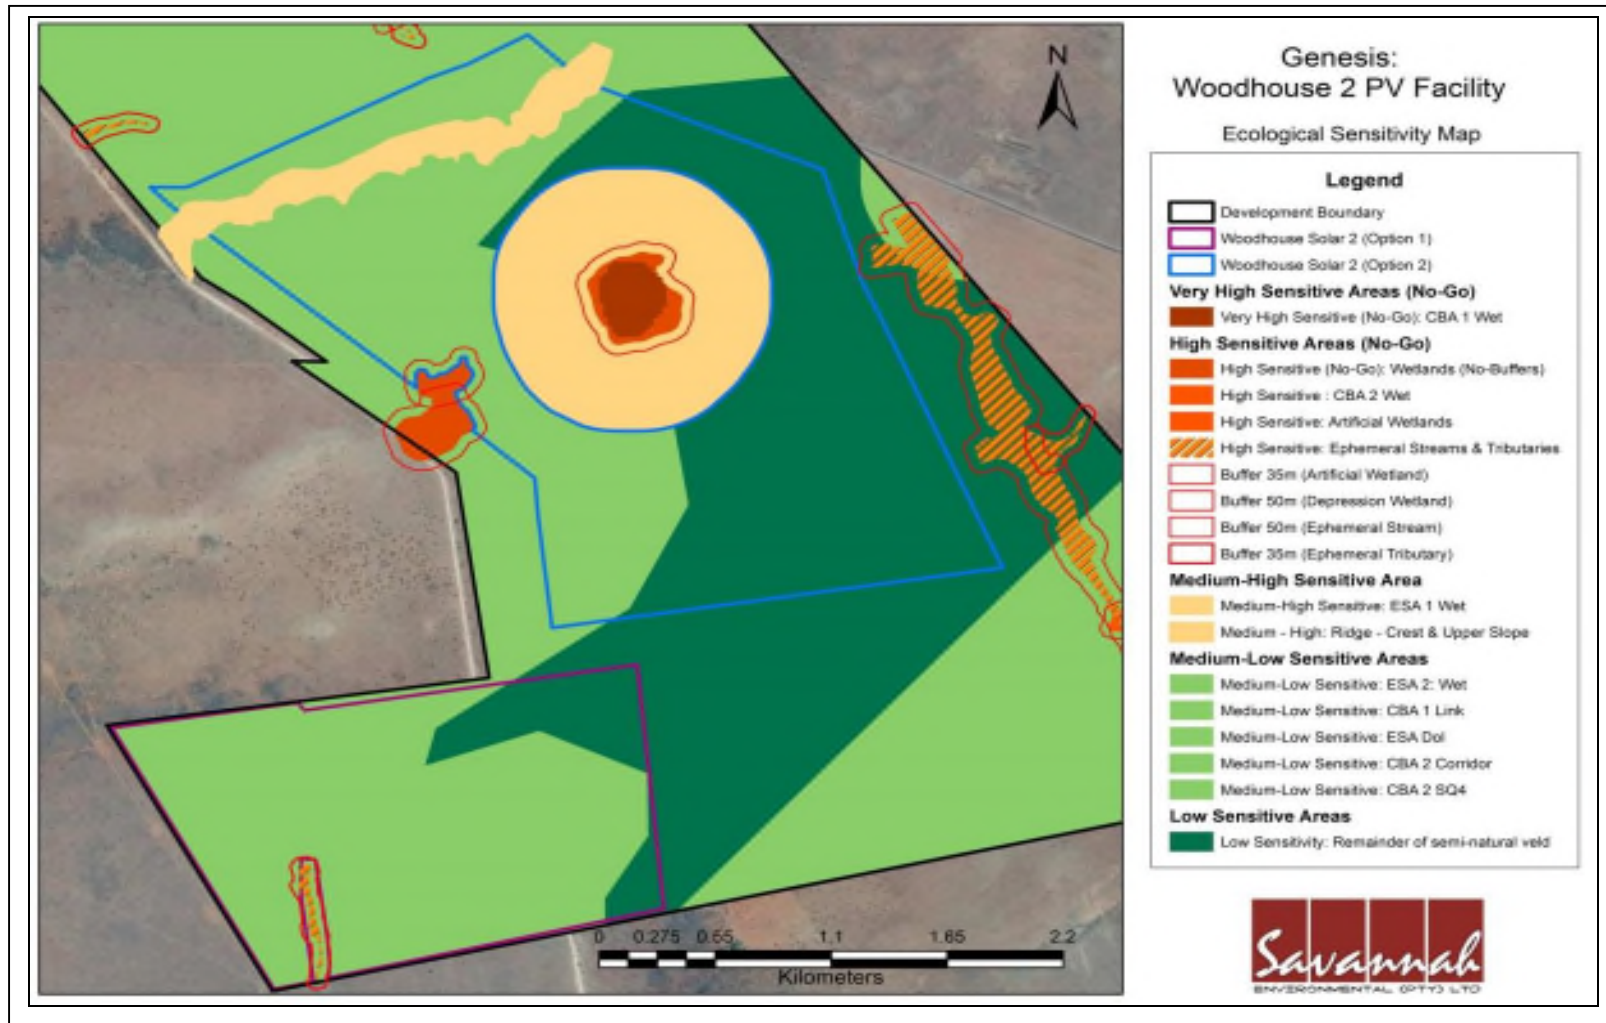 N
Genesis:
Woodhouse 2 PV Facility
Ecological Sensitivity Map
Legend
Development Boundary
Woodhouse Solar 2 (Option 1)
Woodhouse Solar 2 (Option 2)
Very High Sensitive Areas (No-Go)
Very High Sensitive (No-Go): CBA 1 Wet
High Sensitive Areas (No-Go)
High Sensitive (No-Go): Wetlands (No-Buffers)
High Sensitive : CBA 2 Wet
High Sensitive: Artificial Wetlands
High Sensitive: Ephemeral Streams & Tributaries
Buffer 35m (Artificial Wetland)
Buffer 50m (Depression Wetland)
Buffer 50m (Ephemeral Stream)
Buffer 35m (Ephemeral Tributary)
Medium-High Sensitive Area
Medium-High Sensitive: ESA 1 Wet
Medium - High: Ridge - Crest & Upper Slope
Medium-Low Sensitive Areas
Medium-Low Sensitive: ESA 2: Wet
Medium-Low Sensitive: CBA 1 Link
Medium-Low Sensitive: ESA Dol
Medium-Low Sensitive: CBA 2 Corridor
Medium-Low Sensitive: CBA 2 SQ4
Low Sensitive Areas
Low Sensitivity: Remainder of semi-natural veld
0 0.275 0.55 1.1 1.65 2.2
Kilometers
Savannah
ENVIRONMENTAL (PTY) LTD